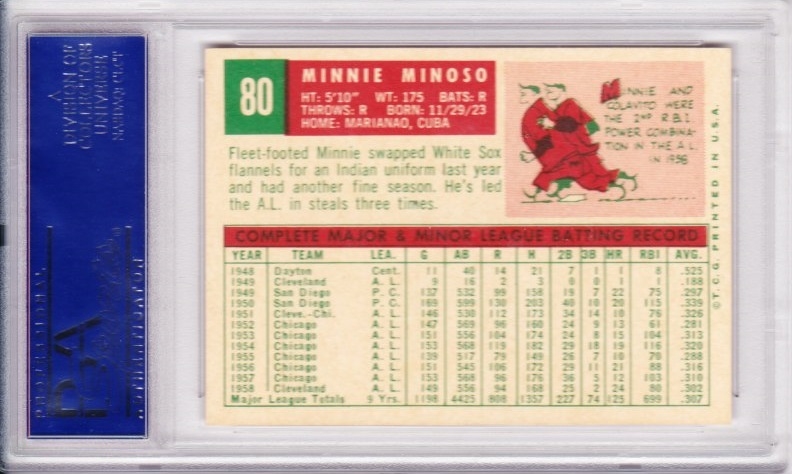 A
DIVISION OF
COLLECTORS
UNIVERSE
NASDAQ: CLCT
PSA
80
MINNIE MINOSO
HT: 5'10" WT: 175 BATS: R
THROWS: R BORN: 11/29/23
HOME: MARIANAO, CUBA
Fleet-footed Minnie swapped White Sox
flannels for an Indian uniform last year
and had another fine season. He's led
the A.L. in steals three times.
MINNIE AND
COLAVITO WERE
THE 2ND R.B.I.
POWER COMBINA-
TION IN THE A.L.
IN 1958
COMPLETE MAJOR & MINOR LEAGUE BATTING RECORD
YEAR TEAM LEA. G AB R H 2B 3B HR RBI AVG.
1948 Dayton Cent. 11 40 14 21 7 1 1 8 .525
1949 Cleveland A. L. 9 16 2 3 0 0 1 1 .188
1949 San Diego P. C. 137 532 99 158 19 7 22 75 .297
1950 San Diego P. C. 169 599 130 203 40 10 20 115 .339
1951 Cleve.-Chi. A. L. 146 530 112 173 34 14 10 76 .326
1952 Chicago A. L. 147 569 96 160 24 9 13 61 .281
1953 Chicago A. L. 151 556 104 174 24 8 15 104 .313
1954 Chicago A. L. 153 568 119 182 29 18 19 116 .320
1955 Chicago A. L. 139 517 79 149 26 7 10 70 .288
1956 Chicago A. L. 151 545 106 172 29 11 21 88 .316
1957 Chicago A. L. 153 568 96 176 36 5 12 103 .310
1958 Cleveland A. L. 149 556 94 168 25 2 24 80 .302
Major League Totals 9 Yrs. 1198 4425 808 1357 227 74 125 699 .307
©T.C.G. PRINTED IN U.S.A.